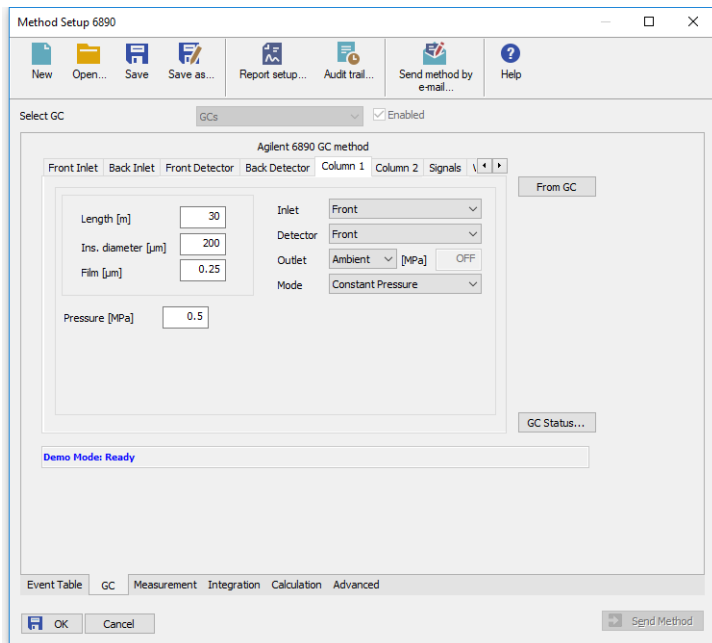 Method Setup 6890
New Open... Save Save as... Report setup... Audit trail... Send method by e-mail... Help
Select GC GCs Enabled
Agilent 6890 GC method
Front Inlet Back Inlet Front Detector Back Detector Column 1 Column 2 Signals
From GC
Length [m] 30 Inlet Front
Ins. diameter [µm] 200 Detector Front
Film [µm] 0.25 Outlet Ambient [MPa] OFF
Mode Constant Pressure
Pressure [MPa] 0.5
GC Status...
Demo Mode: Ready
Event Table GC Measurement Integration Calculation Advanced
OK Cancel Send Method